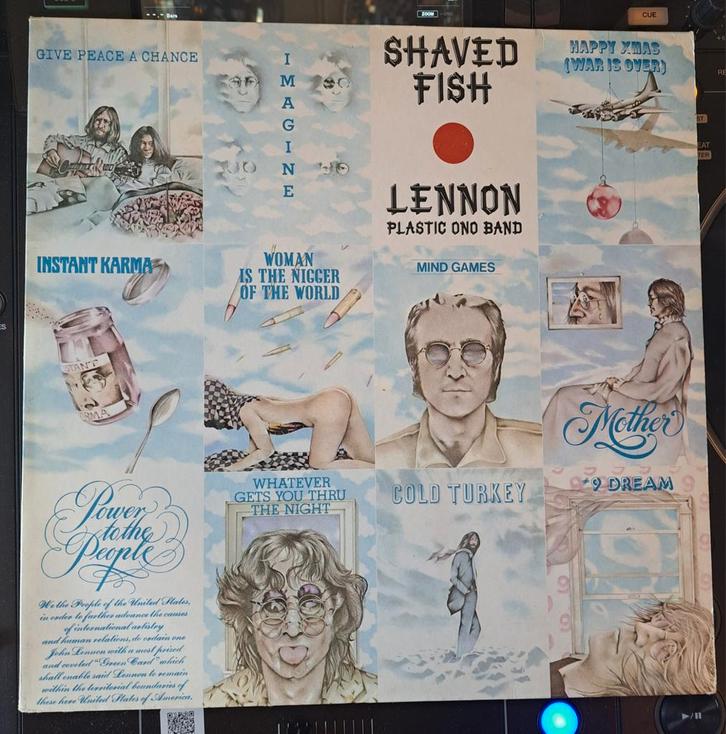 CUE
ZOOM
GIVE PEACE A CHANCE
IMAGINE
SHAVED
FISH
LENNON
PLASTIC ONO BAND
HAPPY XMAS
(WAR IS OVER)
INSTANT KARMA
WOMAN
IS THE NIGGER
OF THE WORLD
MIND GAMES
Mother
Power
to the
People
We the People of the United States,
in order to further advance the causes
of international artistry
and human relations, do ordain one
John Lennon with a most prized
and coveted "Green Card" which
shall enable said Lennon to remain
within the territorial boundaries of
these here United States of America.
WHATEVER
GETS YOU THRU
THE NIGHT
COLD TURKEY
#9 DREAM